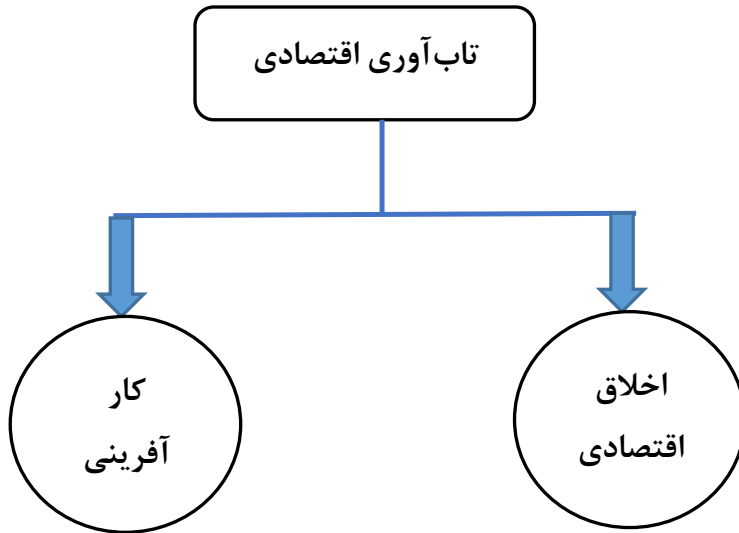 تاب‌آوری اقتصادی
اخلاق
اقتصادی
کار
آفرینی